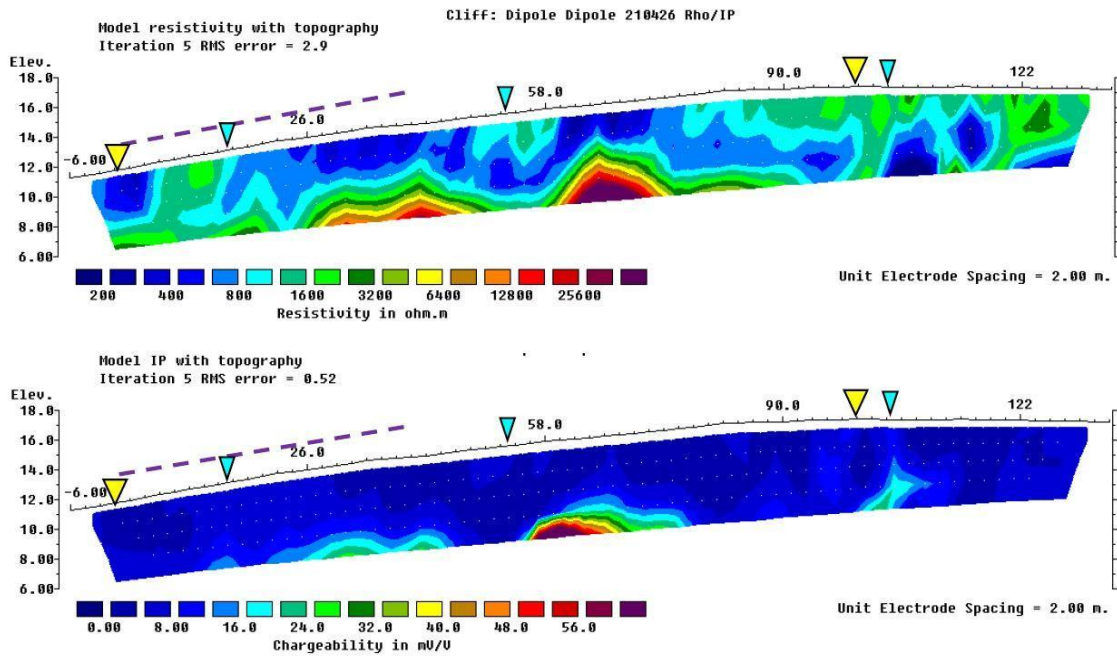 Cliff: Dipole Dipole 210426 Rho/IP
Model resistivity with topography
Iteration 5 RMS error = 2.9
Elev.
18.0
16.0
14.0
12.0
10.0
8.00
6.00
-6.00
26.0
58.0
90.0
122
200 400 800 1600 3200 6400 12800 25600
Resistivity in ohm.m
Unit Electrode Spacing = 2.00 m.
Model IP with topography
Iteration 5 RMS error = 0.52
Elev.
18.0
16.0
14.0
12.0
10.0
8.00
6.00
-6.00
26.0
58.0
90.0
122
0.00 8.00 16.0 24.0 32.0 40.0 48.0 56.0
Chargeability in mV/V
Unit Electrode Spacing = 2.00 m.